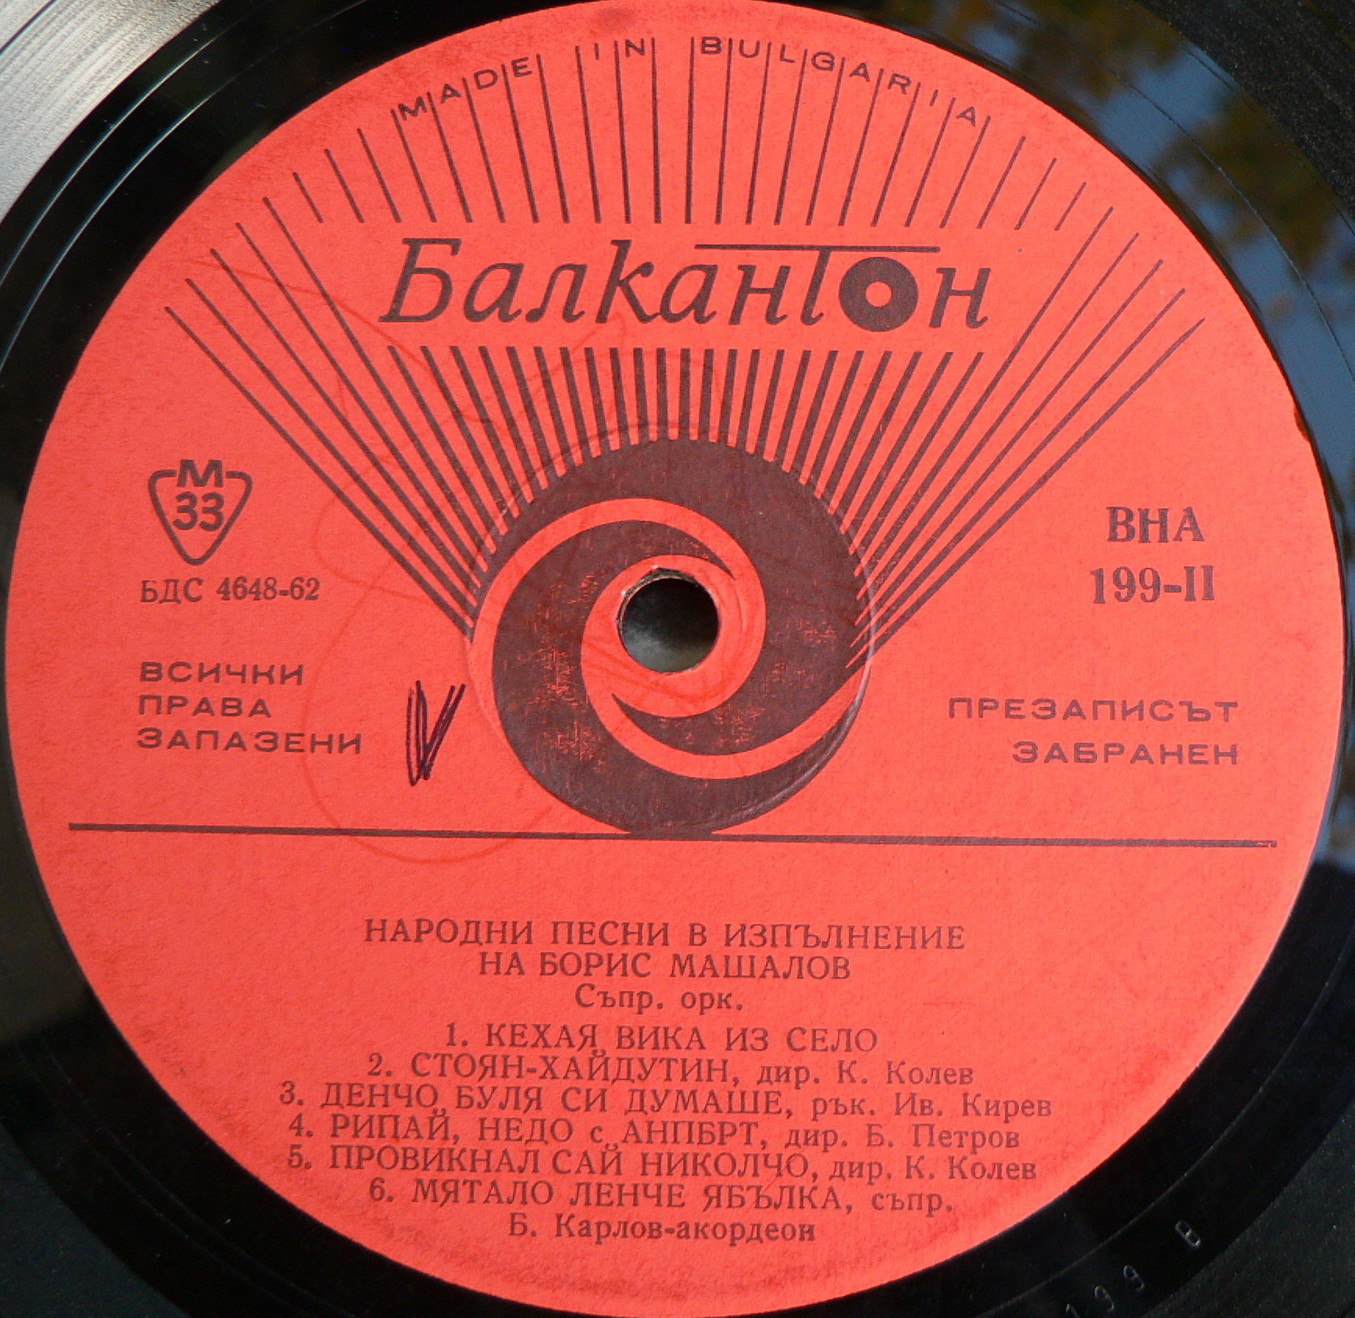 MADE IN BULGARIA
Балкантон
М
33
БДС 4648-62
ВНА
199-II
ВСИЧКИ
ПРАВА
ЗАПАЗЕНИ
ПРЕЗАПИСЪТ
ЗАБРАНЕН
НАРОДНИ ПЕСНИ В ИЗПЪЛНЕНИЕ
НА БОРИС МАШАЛОВ
Съпр. орк.
1. КЕХАЯ ВИКА ИЗ СЕЛО
2. СТОЯН-ХАЙДУТИН, дир. К. Колев
3. ДЕНЧО БУЛЯ СИ ДУМАШЕ, рък. Ив. Кирев
4. РИПАЙ, НЕДО с АНПБРТ, дир. Б. Петров
5. ПРОВИКНАЛ САЙ НИКОЛЧО, дир. К. Колев
6. МЯТАЛО ЛЕНЧЕ ЯБЪЛКА, съпр.
Б. Карлов-акордеон
199 В